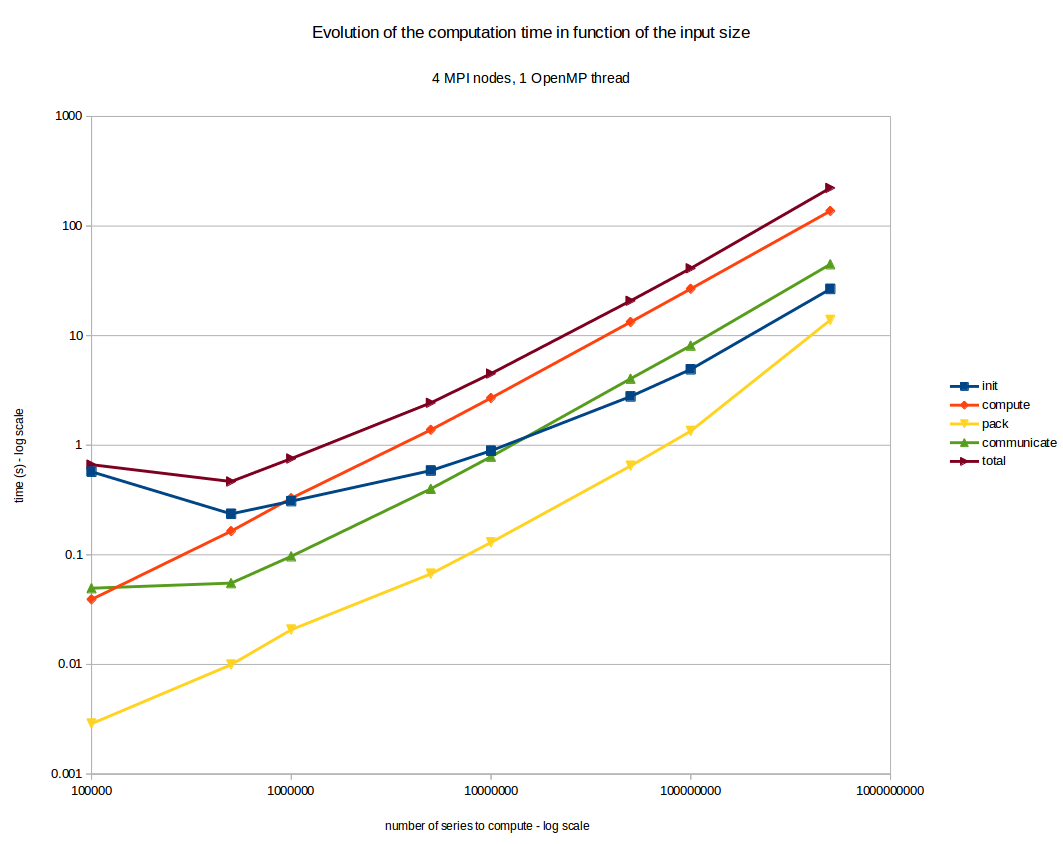 Evolution of the computation time in function of the input size
4 MPI nodes, 1 OpenMP thread
1000
100
10
1
0.1
0.01
0.001
time (s) - log scale
100000
1000000
10000000
100000000
1000000000
number of series to compute - log scale
init
compute
pack
communicate
total